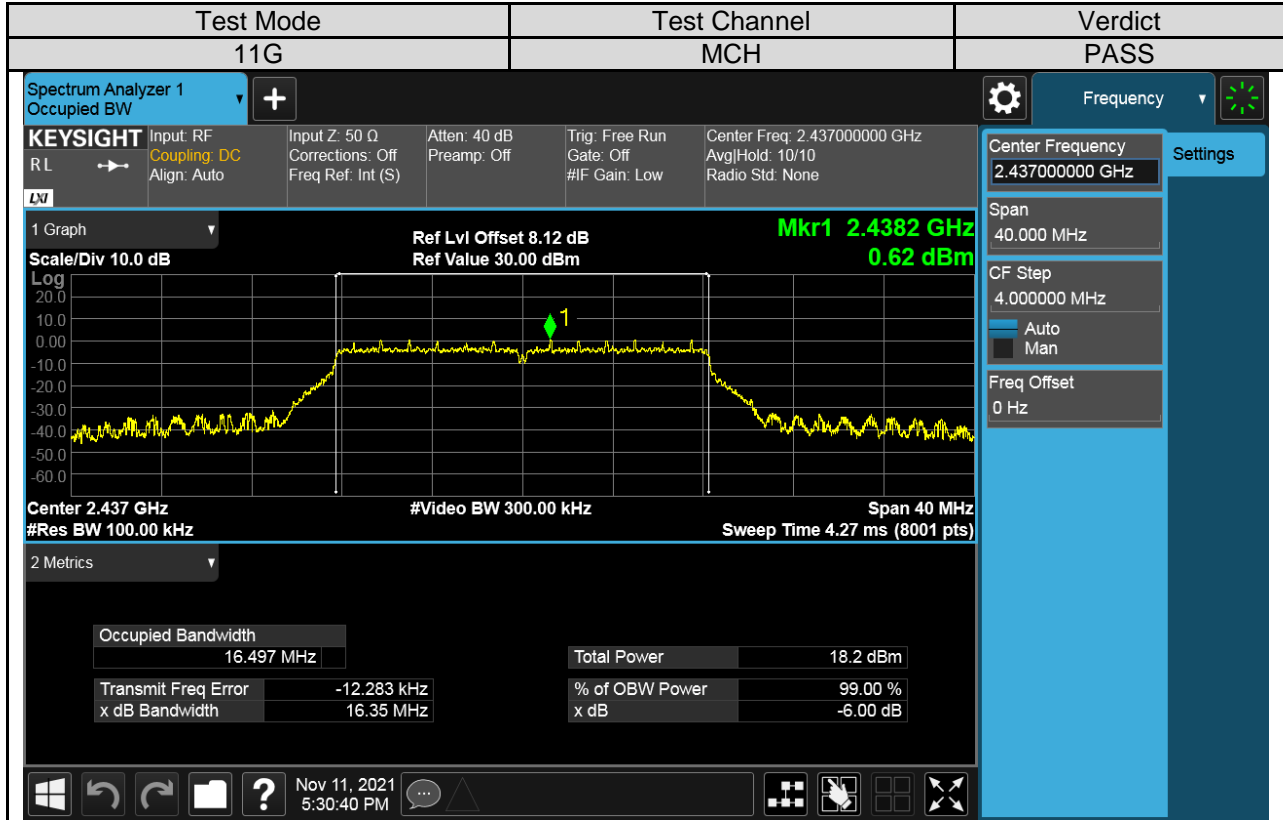 Test Mode Test Channel Verdict
11G MCH PASS
Spectrum Analyzer 1
Occupied BW
+
Frequency
KEYSIGHT
R L
LXI
Input: RF
Coupling: DC
Align: Auto
Input Z: 50 Ω
Corrections: Off
Freq Ref: Int (S)
Atten: 40 dB
Preamp: Off
Trig: Free Run
Gate: Off
#IF Gain: Low
Center Freq: 2.437000000 GHz
Avg|Hold: 10/10
Radio Std: None
Center Frequency
2.437000000 GHz
Settings
Span
40.000 MHz
CF Step
4.000000 MHz
Auto
Man
Freq Offset
0 Hz
1 Graph
Scale/Div 10.0 dB
Ref Lvl Offset 8.12 dB
Ref Value 30.00 dBm
Mkr1 2.4382 GHz
0.62 dBm
Log
20.0
10.0
0.00
-10.0
-20.0
-30.0
-40.0
-50.0
-60.0
1
Center 2.437 GHz
#Res BW 100.00 kHz
#Video BW 300.00 kHz
Span 40 MHz
Sweep Time 4.27 ms (8001 pts)
2 Metrics
Occupied Bandwidth
16.497 MHz
Total Power 18.2 dBm
Transmit Freq Error -12.283 kHz
% of OBW Power 99.00 %
x dB Bandwidth 16.35 MHz
x dB -6.00 dB
?
Nov 11, 2021
5:30:40 PM